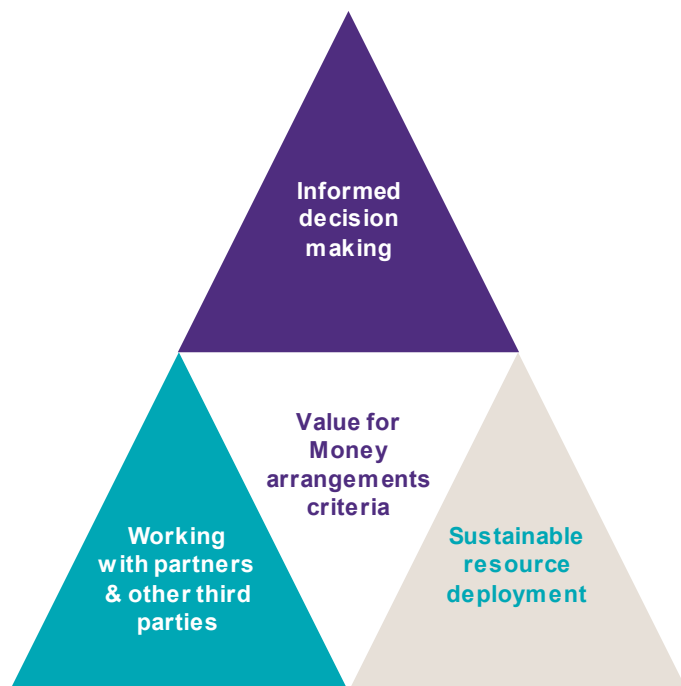 Informed
decision
making
Value for
Money
arrangements
criteria
Working
with partners
& other third
parties
Sustainable
resource
deployment